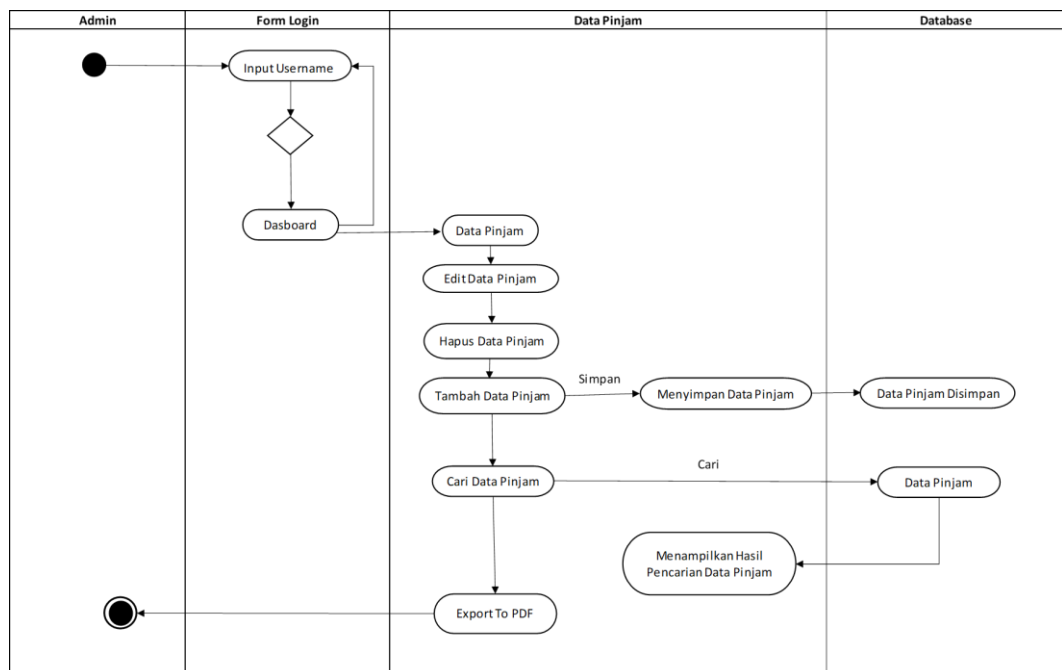 Admin
Form Login
Data Pinjam
Database
Input Username
Dasboard
Data Pinjam
Edit Data Pinjam
Hapus Data Pinjam
Simpan
Tambah Data Pinjam
Menyimpan Data Pinjam
Data Pinjam Disimpan
Cari
Cari Data Pinjam
Data Pinjam
Menampilkan Hasil
Pencarian Data Pinjam
Export To PDF